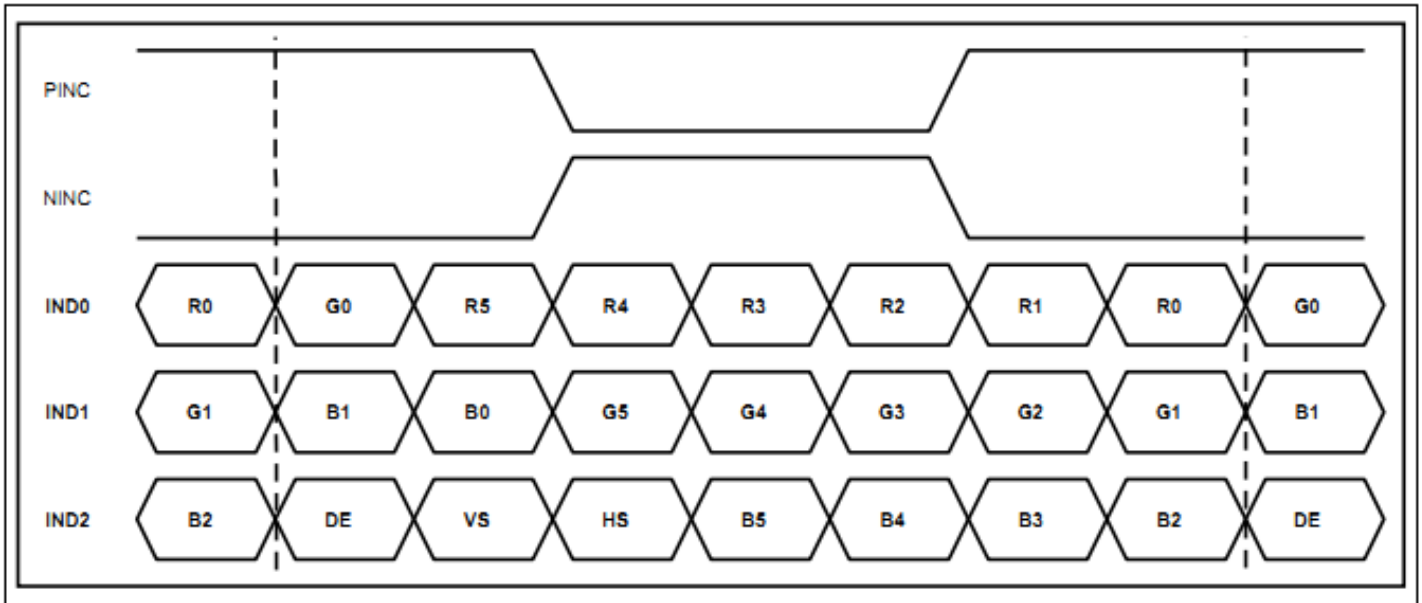 PINC
NINC
IND0 R0 G0 R5 R4 R3 R2 R1 R0 G0
IND1 G1 B1 B0 G5 G4 G3 G2 G1 B1
IND2 B2 DE VS HS B5 B4 B3 B2 DE